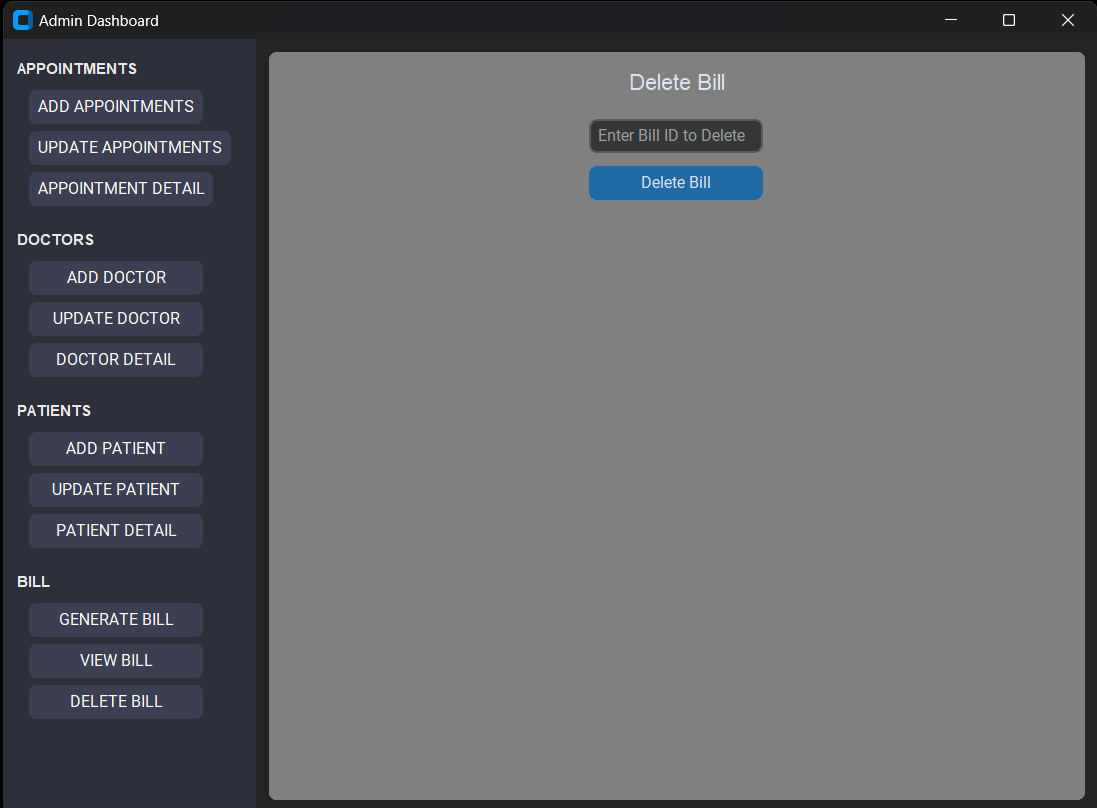 Admin Dashboard
APPOINTMENTS
ADD APPOINTMENTS
UPDATE APPOINTMENTS
APPOINTMENT DETAIL
DOCTORS
ADD DOCTOR
UPDATE DOCTOR
DOCTOR DETAIL
PATIENTS
ADD PATIENT
UPDATE PATIENT
PATIENT DETAIL
BILL
GENERATE BILL
VIEW BILL
DELETE BILL
Delete Bill
Enter Bill ID to Delete
Delete Bill